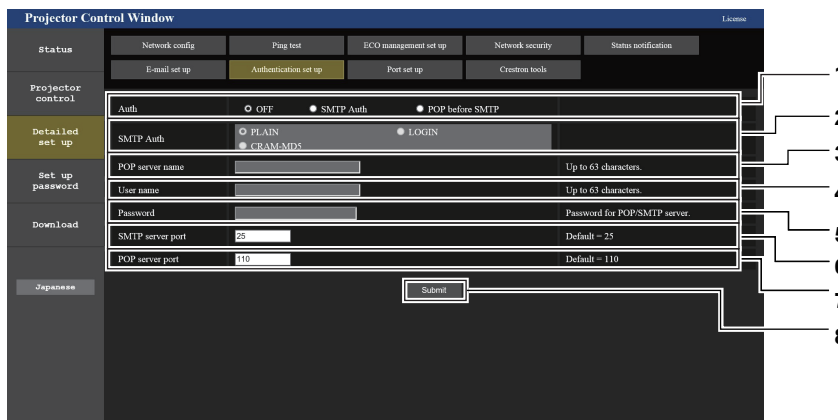 Projector Control Window
License
Status
Network config
Ping test
ECO management set up
Network security
Status notification
E-mail set up
Authentication set up
Port set up
Crestron tools
Projector
control
Detailed
set up
Set up
password
Download
Japanese
Auth OFF SMTP Auth POP before SMTP
SMTP Auth PLAIN LOGIN
CRAM-MD5
POP server name Up to 63 characters.
User name Up to 63 characters.
Password Password for POP/SMTP server.
SMTP server port 25 Default = 25
POP server port 110 Default = 110
Submit
1
2
3
4
5
6
7
8